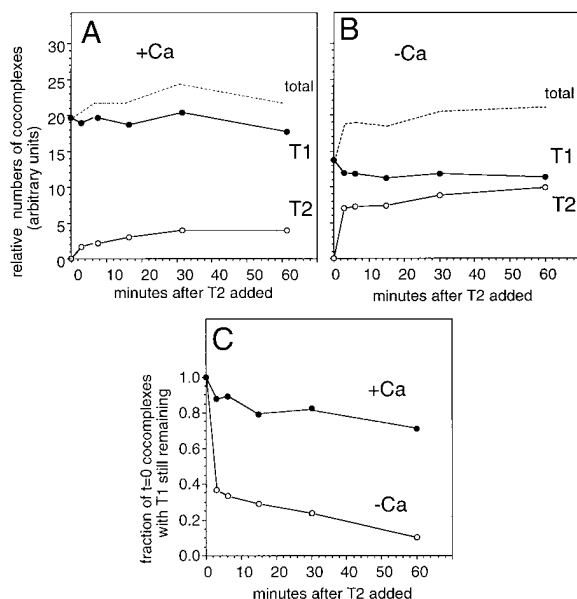 A
B
+Ca
-Ca
30
25
20
15
10
5
0
total
T1
T2
total
T1
T2
relative numbers of cocomplexes
(arbitrary units)
0 10 20 30 40 50 60
0 10 20 30 40 50 60
minutes after T2 added
minutes after T2 added
C
1.0
0.8
0.6
0.4
0.2
0.0
+Ca
-Ca
fraction of t=0 cocomplexes
with T1 still remaining
0 10 20 30 40 50 60
minutes after T2 added